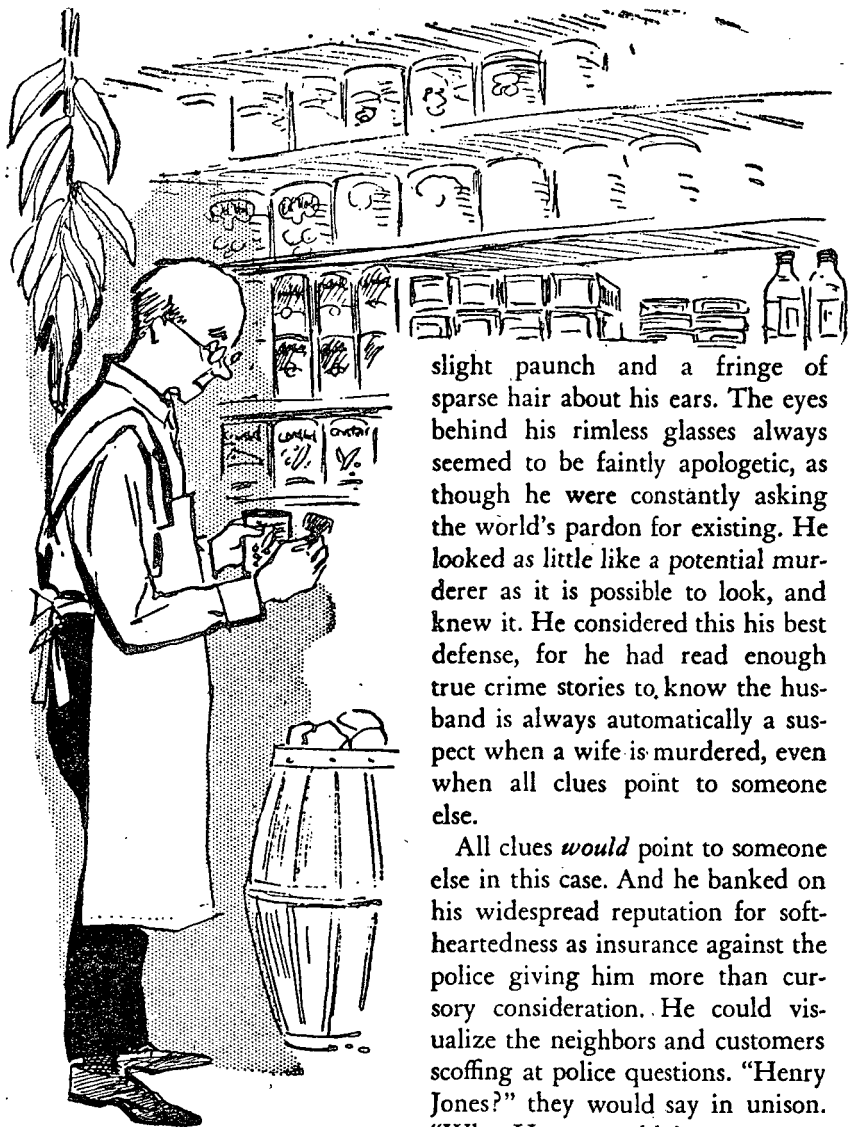 slight paunch and a fringe of
sparse hair about his ears. The eyes
behind his rimless glasses always
seemed to be faintly apologetic, as
though he were constantly asking
the world's pardon for existing. He
looked as little like a potential mur-
derer as it is possible to look, and
knew it. He considered this his best
defense, for he had read enough
true crime stories to know the hus-
band is always automatically a sus-
pect when a wife is murdered, even
when all clues point to someone
else.
All clues would point to someone
else in this case. And he banked on
his widespread reputation for soft-
heartedness as insurance against the
police giving him more than cur-
sory consideration. He could vis-
ualize the neighbors and customers
scoffing at police questions. "Henry
Jones?" they would say in unison.